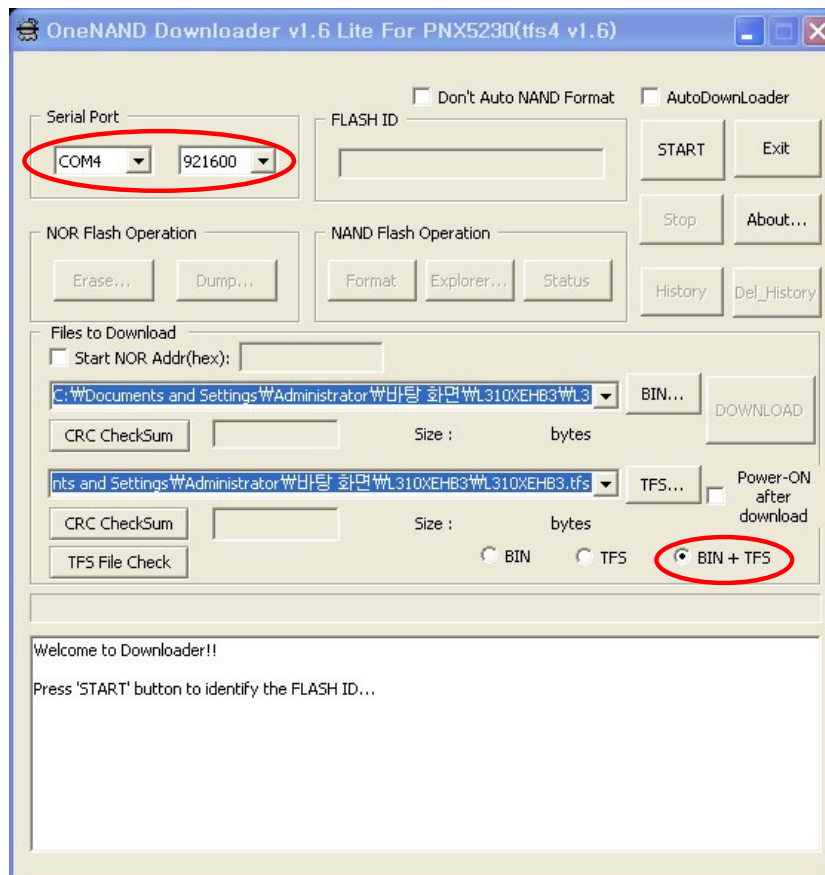 OneNAND Downloader v1.6 Lite For PNX5230(tfs4 v1.6)
Don't Auto NAND Format
AutoDownLoader
Serial Port
FLASH ID
COM4
921600
START
Exit
NOR Flash Operation
NAND Flash Operation
Stop
About...
Erase...
Dump...
Format
Explorer...
Status
History
Del_History
Files to Download
Start NOR Addr(hex):
C:₩Documents and Settings₩Administrator₩바탕 화면₩L310XEHB3₩L3
BIN...
DOWNLOAD
CRC CheckSum
Size :
bytes
nts and Settings₩Administrator₩바탕 화면₩L310XEHB3₩L310XEHB3.tfs
TFS...
Power-ON
after
download
CRC CheckSum
Size :
bytes
TFS File Check
BIN
TFS
BIN + TFS
Welcome to Downloader!!
Press 'START' button to identify the FLASH ID...